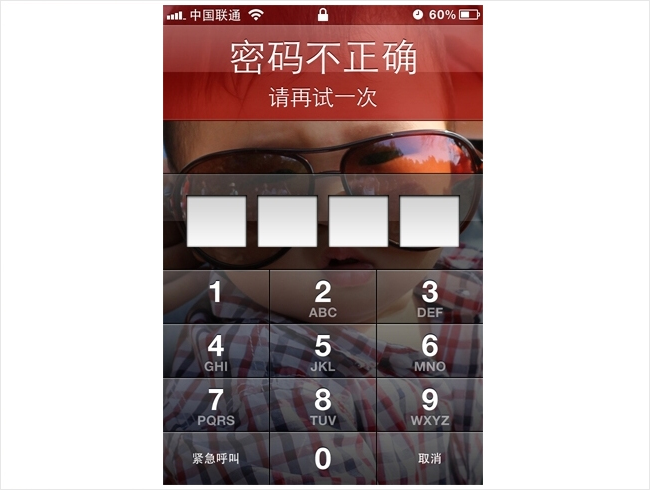 中国联通 60%
密码不正确
请再试一次
1 2 3
ABC DEF
4 5 6
GHI JKL MNO
7 8 9
PQRS TUV WXYZ
紧急呼叫 0 取消